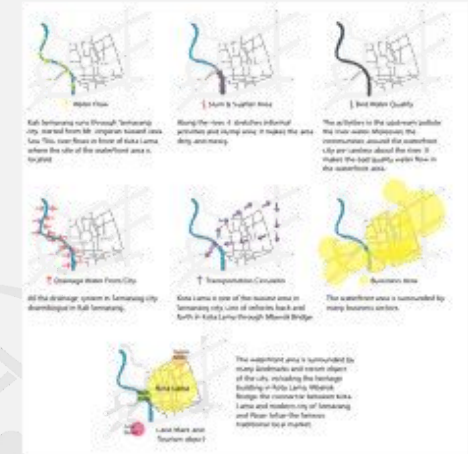 Water Flow
Slum & Squatter Area
Bad Water Quality
Kali Semarang runs through Semarang
city, started from Mt. Ungaran toward Java
Sea. This river flows in front of Kota Lama,
where the site of the waterfront area is
located.
Along the river, it stretches informal
activities and slump area. It makes the area
dirty and messy.
The activities in the upstream pollute
the river water. Moreover, the
communities around the waterfront
city are careless about the river. It
makes the bad quality water flow in
the waterfront area.
Drainage Water From City
Transportation Circulation
Business Area
All the drainage system in Semarang city
disembogue in Kali Semarang.
Kota Lama is one of the busiest area in
Semarang city. Lots of vehicles back and
forth in Kota Lama through Mberok Bridge.
The waterfront area is surrounded by
many business sectors.
Kota Lama
Land Mark and
Tourism object
The waterfront area is surrounded by
many landmarks and tourism object
of the city, including the heritage
building in Kota Lama, Mberok
Bridge, the connector between Kota
Lama and modern city of Semarang
and Pasar Johar the famous
traditional local market.